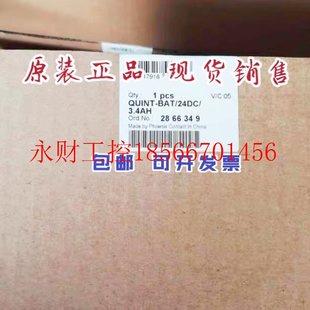 原装正品 现货销售
17916
Qty. 1 pcs V/C 05
QUINT-BAT/24DC/
3.4AH
Ord No. 28 66 34 9
Made by Phoenix Contact in China
永财工控18566701456
包邮 可开发票